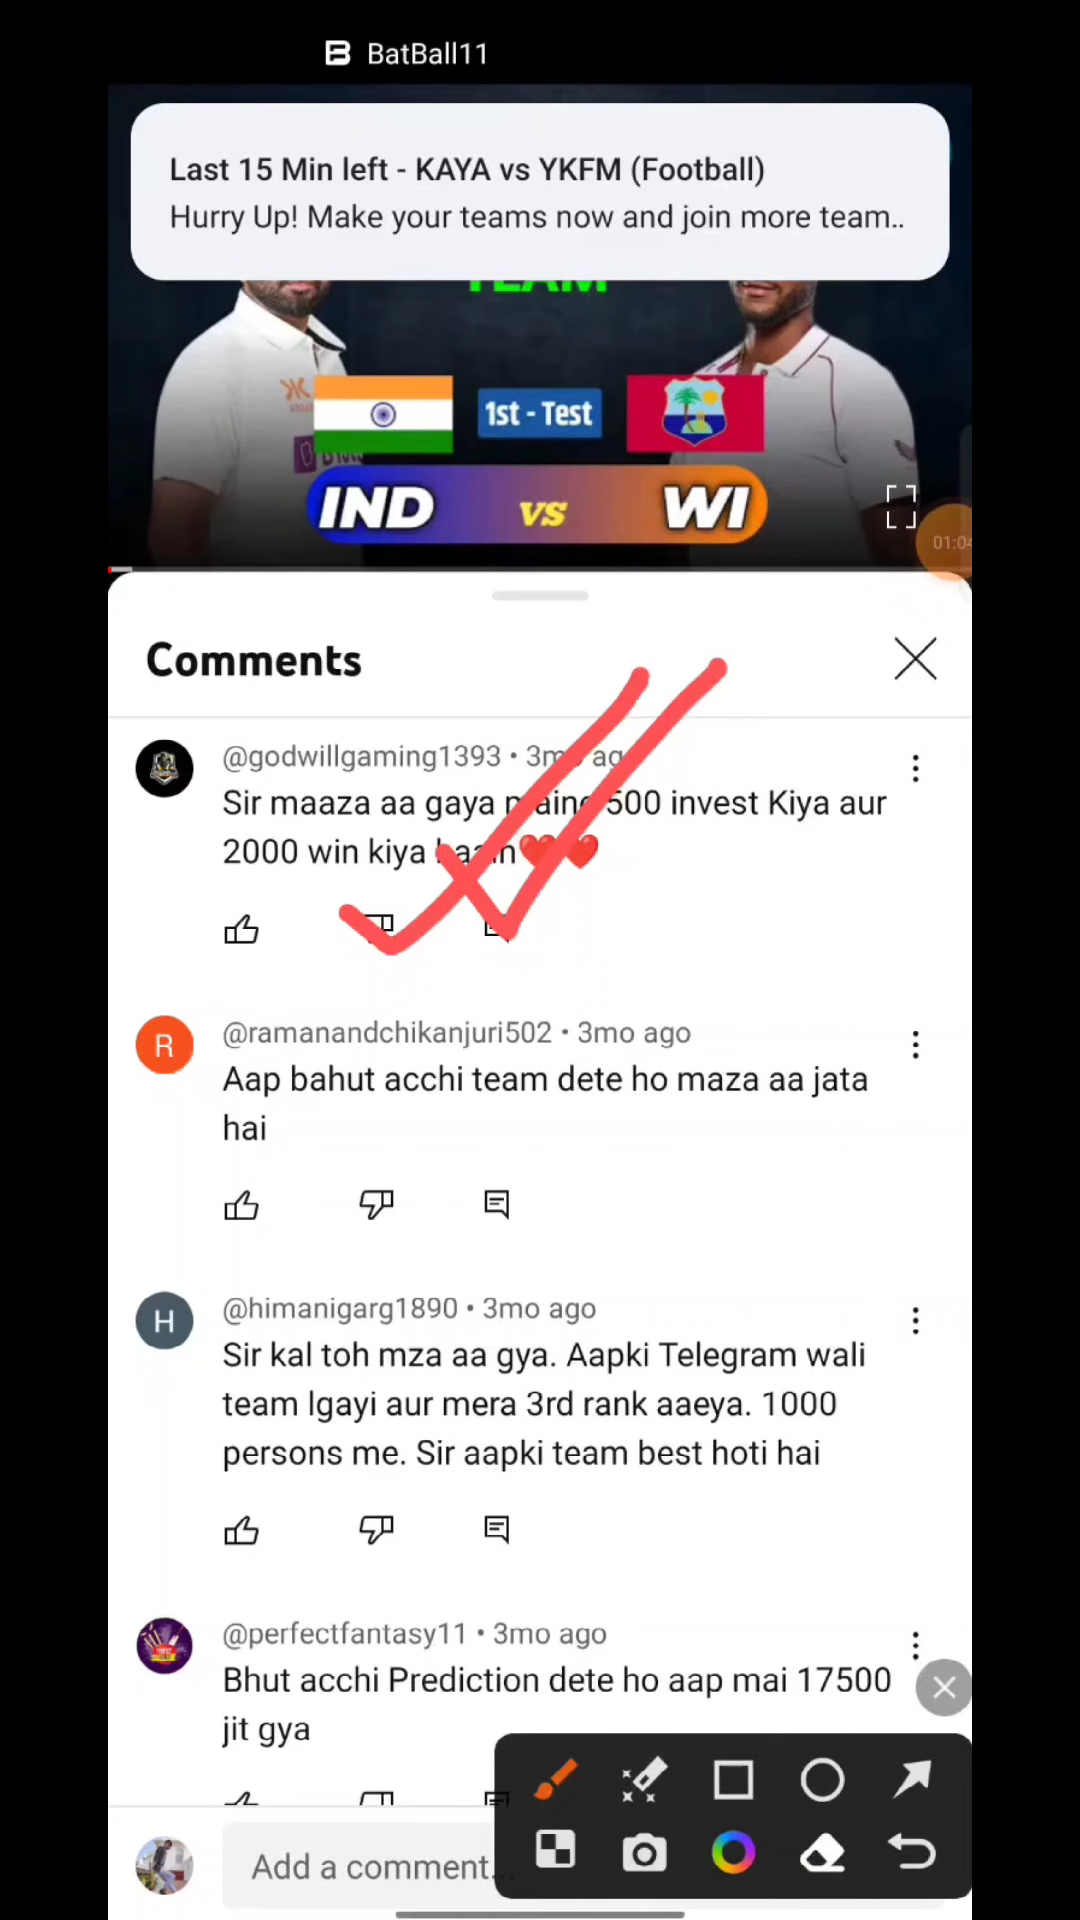 BatBall11
Last 15 Min left - KAYA vs YKFM (Football)
Hurry Up! Make your teams now and join more team..
TEAM
1st - Test
IND vs WI
01:04
Comments
@godwillgaming1393 • 3mo ago
Sir maaza aa gaya maine 500 invest Kiya aur
2000 win kiya haain❤️❤️
R
@ramanandchikanjuri502 • 3mo ago
Aap bahut acchi team dete ho maza aa jata
hai
H
@himanigarg1890 • 3mo ago
Sir kal toh mza aa gya. Aapki Telegram wali
team lgayi aur mera 3rd rank aaeya. 1000
persons me. Sir aapki team best hoti hai
@perfectfantasy11 • 3mo ago
Bhut acchi Prediction dete ho aap mai 17500
jit gya
Add a comment...